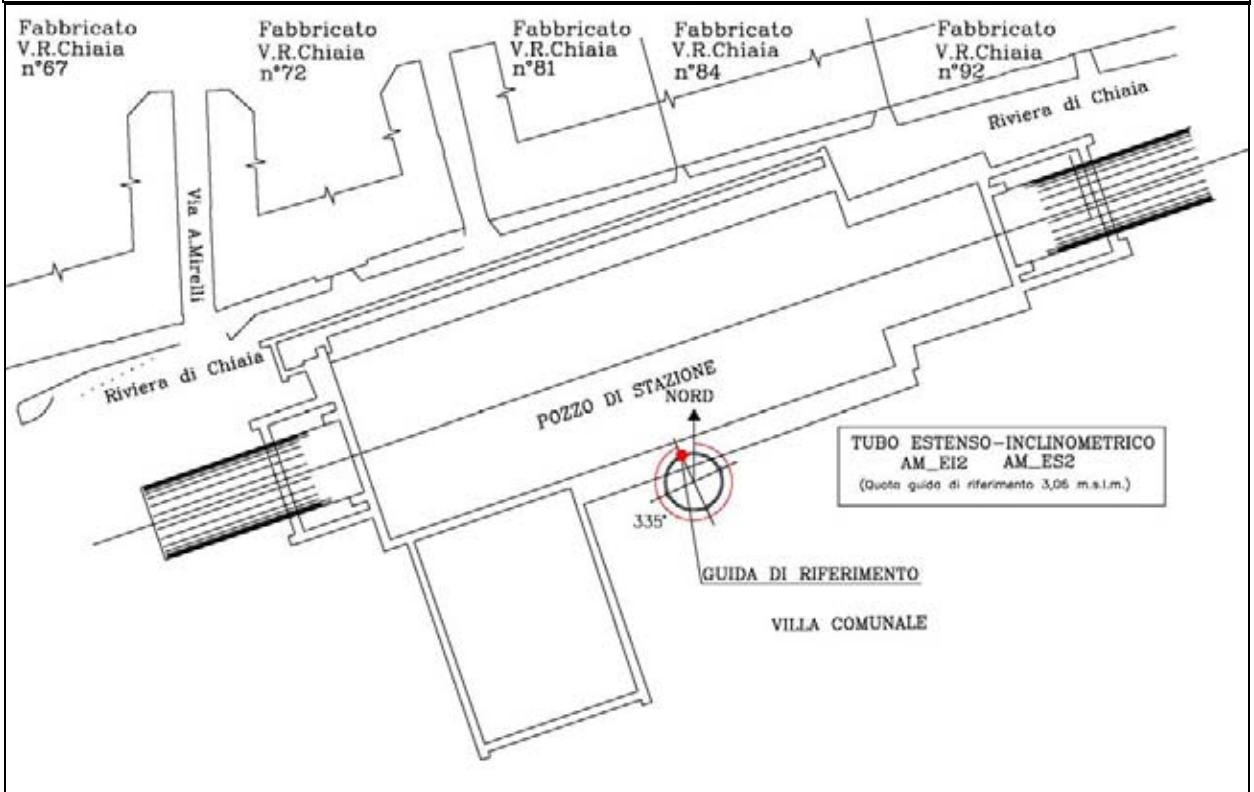 Fabbricato
V.R.Chiaia
n°67
Fabbricato
V.R.Chiaia
n°72
Fabbricato
V.R.Chiaia
n°81
Fabbricato
V.R.Chiaia
n°84
Fabbricato
V.R.Chiaia
n°92
Riviera di Chiaia
Via A.Mirelli
Riviera di Chiaia
POZZO DI STAZIONE
NORD
TUBO ESTENSO-INCLINOMETRICO
AM_EI2 AM_ES2
(Quota guida di riferimento 3,06 m.s.l.m.)
335°
GUIDA DI RIFERIMENTO
VILLA COMUNALE